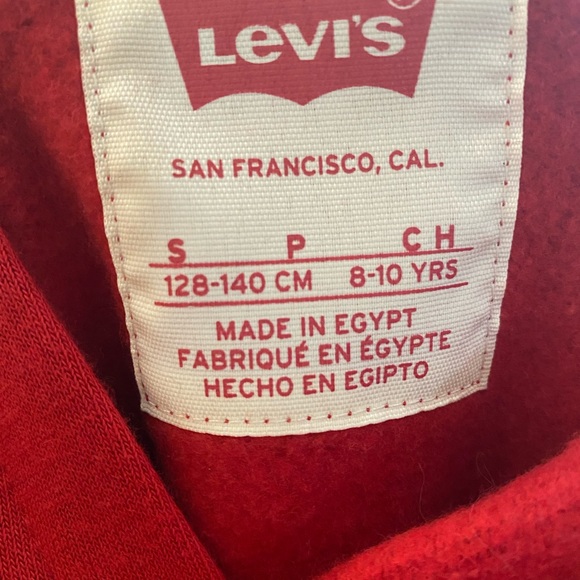 LEVI'S
SAN FRANCISCO, CAL.
S P CH
128-140 CM 8-10 YRS
MADE IN EGYPT
FABRIQUÉ EN ÉGYPTE
HECHO EN EGIPTO